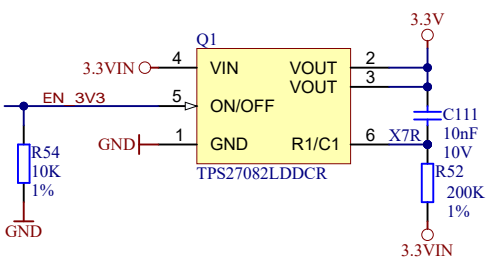 3.3V
Q1
3.3VIN 4 VIN VOUT 2
VOUT 3
EN_3V3 5 ON/OFF
C111
10nF
10V
GND 1 GND R1/C1 6 X7R
R54
10K
1%
TPS27082LDDCR
R52
200K
1%
GND
3.3VIN